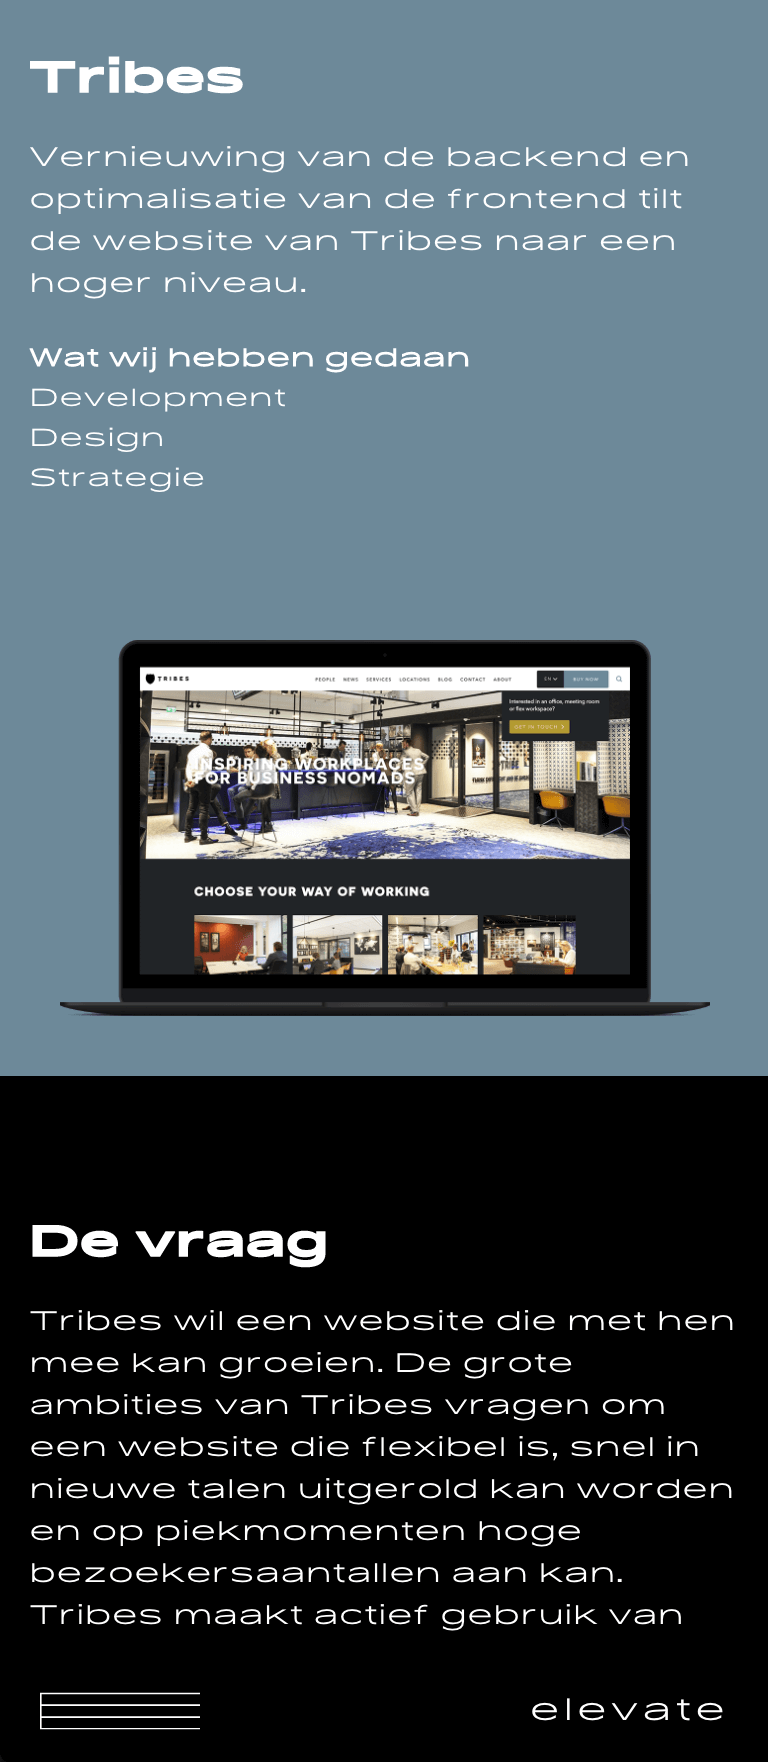 Tribes
Vernieuwing van de backend en
optimalisatie van de frontend tilt
de website van Tribes naar een
hoger niveau.
Wat wij hebben gedaan
Development
Design
Strategie
TRIBES
PEOPLE NEWS SERVICES LOCATIONS BLOG CONTACT ABOUT
EN BUY NOW
Interested in an office, meeting room
or flex workspace?
GET IN TOUCH
INSPIRING WORKPLACES
FOR BUSINESS NOMADS
CHOOSE YOUR WAY OF WORKING
De vraag
Tribes wil een website die met hen
mee kan groeien. De grote
ambities van Tribes vragen om
een website die flexibel is, snel in
nieuwe talen uitgerold kan worden
en op piekmomenten hoge
bezoekersaantallen aan kan.
Tribes maakt actief gebruik van
elevate